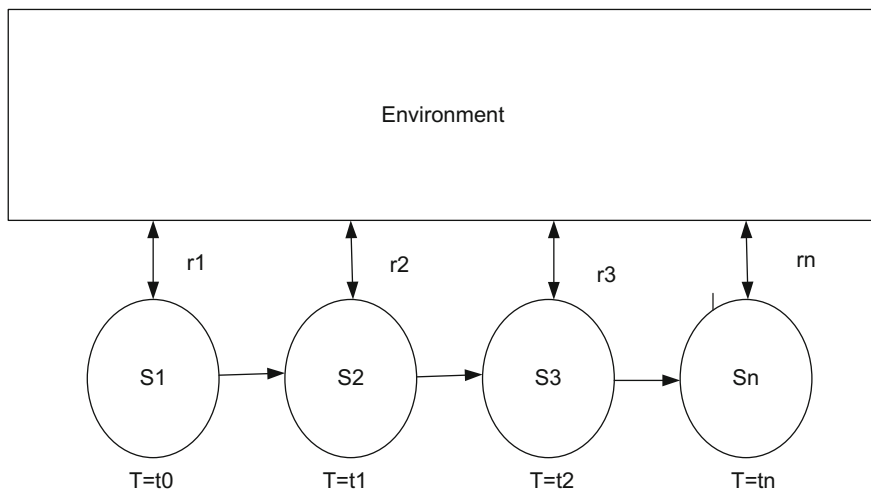 Environment
r1
r2
r3
rn
S1
S2
S3
Sn
T=t0
T=t1
T=t2
T=tn